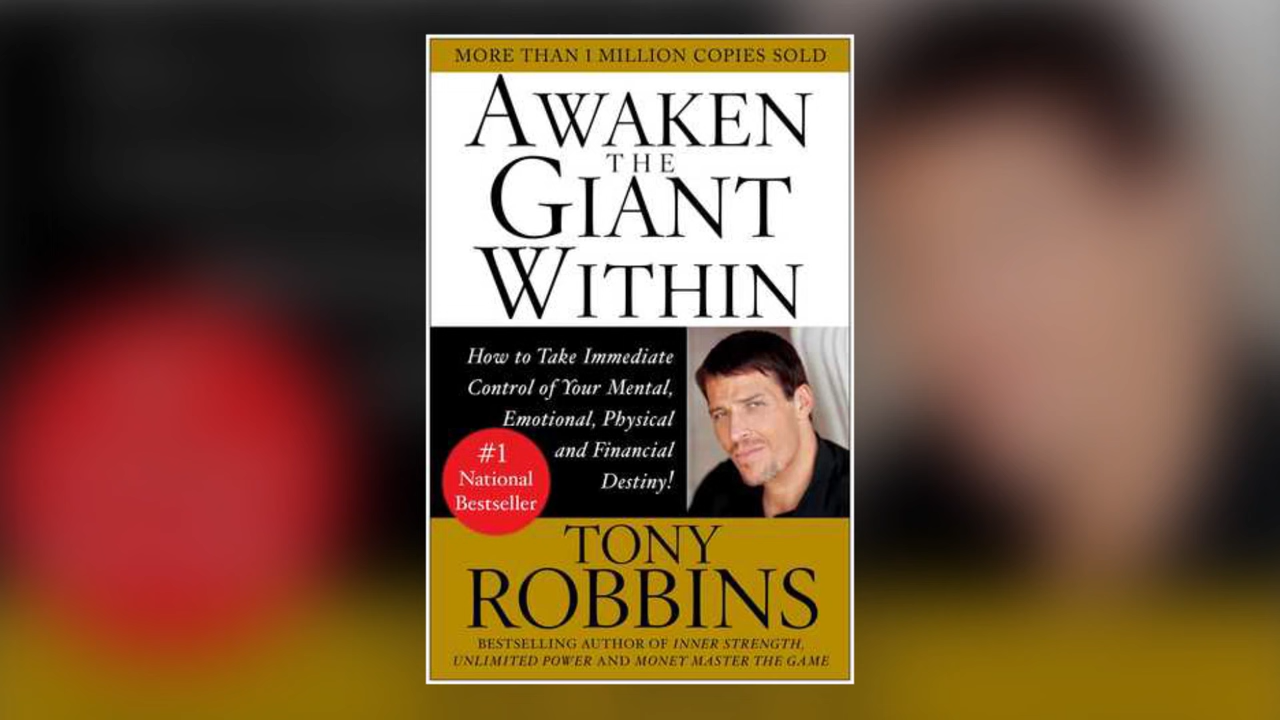 MORE THAN 1 MILLION COPIES SOLD
AWAKEN
THE
GIANT
WITHIN
How to Take Immediate
Control of Your Mental,
Emotional, Physical
and Financial
Destiny!
#1
National
Bestseller
TONY
ROBBINS
BESTSELLING AUTHOR OF INNER STRENGTH,
UNLIMITED POWER AND MONEY MASTER THE GAME